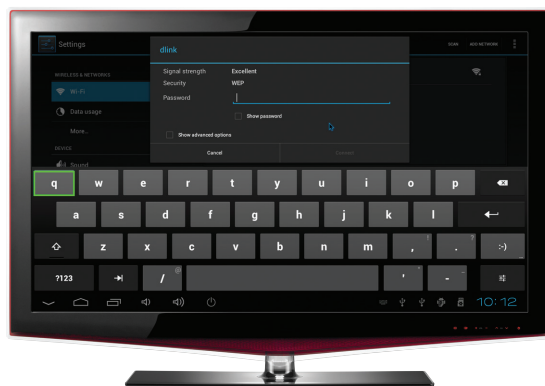 Settings
SCAN ADD NETWORK
dlink
Signal strength Excellent
Security WEP
Password
Show password
Show advanced options
Cancel Connect
WIRELESS & NETWORKS
Wi-Fi
Data usage
More...
DEVICE
Sound
q w e r t y u i o p
a s d f g h j k l
z x c v b n m , ! . ? :-)
?123 / @ ' " - _
10:12